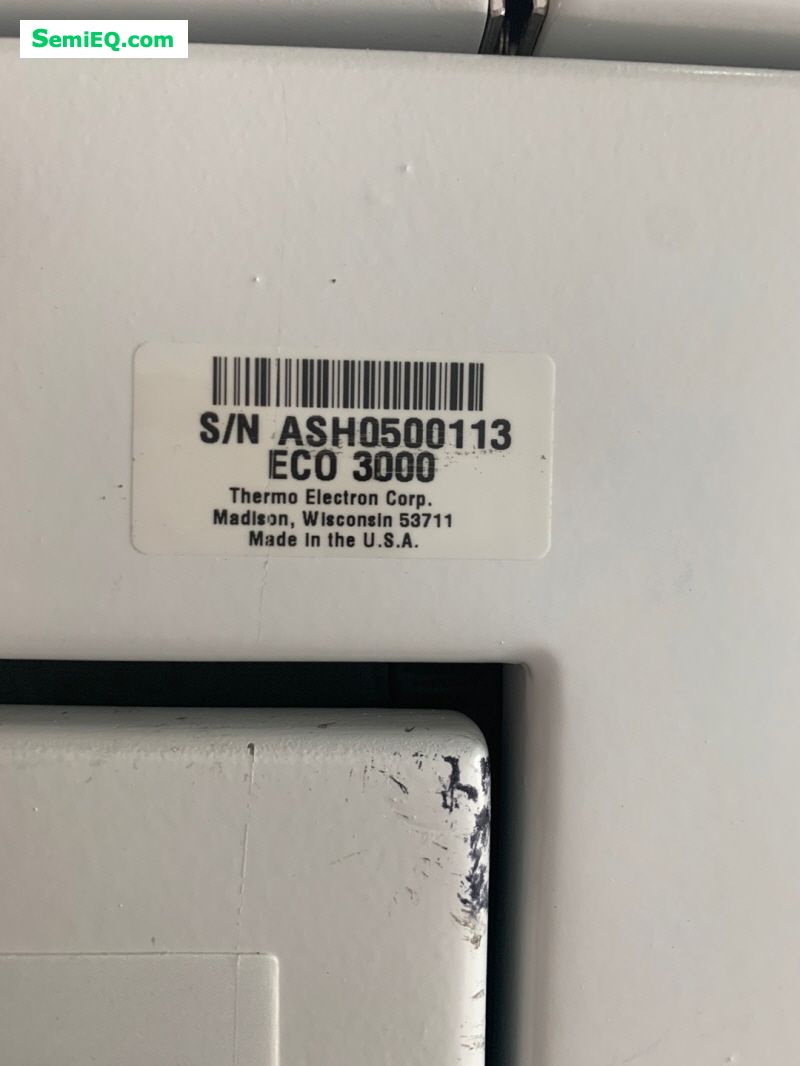 SemiEQ.com
S/N ASH0500113
ECO 3000
Thermo Electron Corp.
Madison, Wisconsin 53711
Made in the U.S.A.